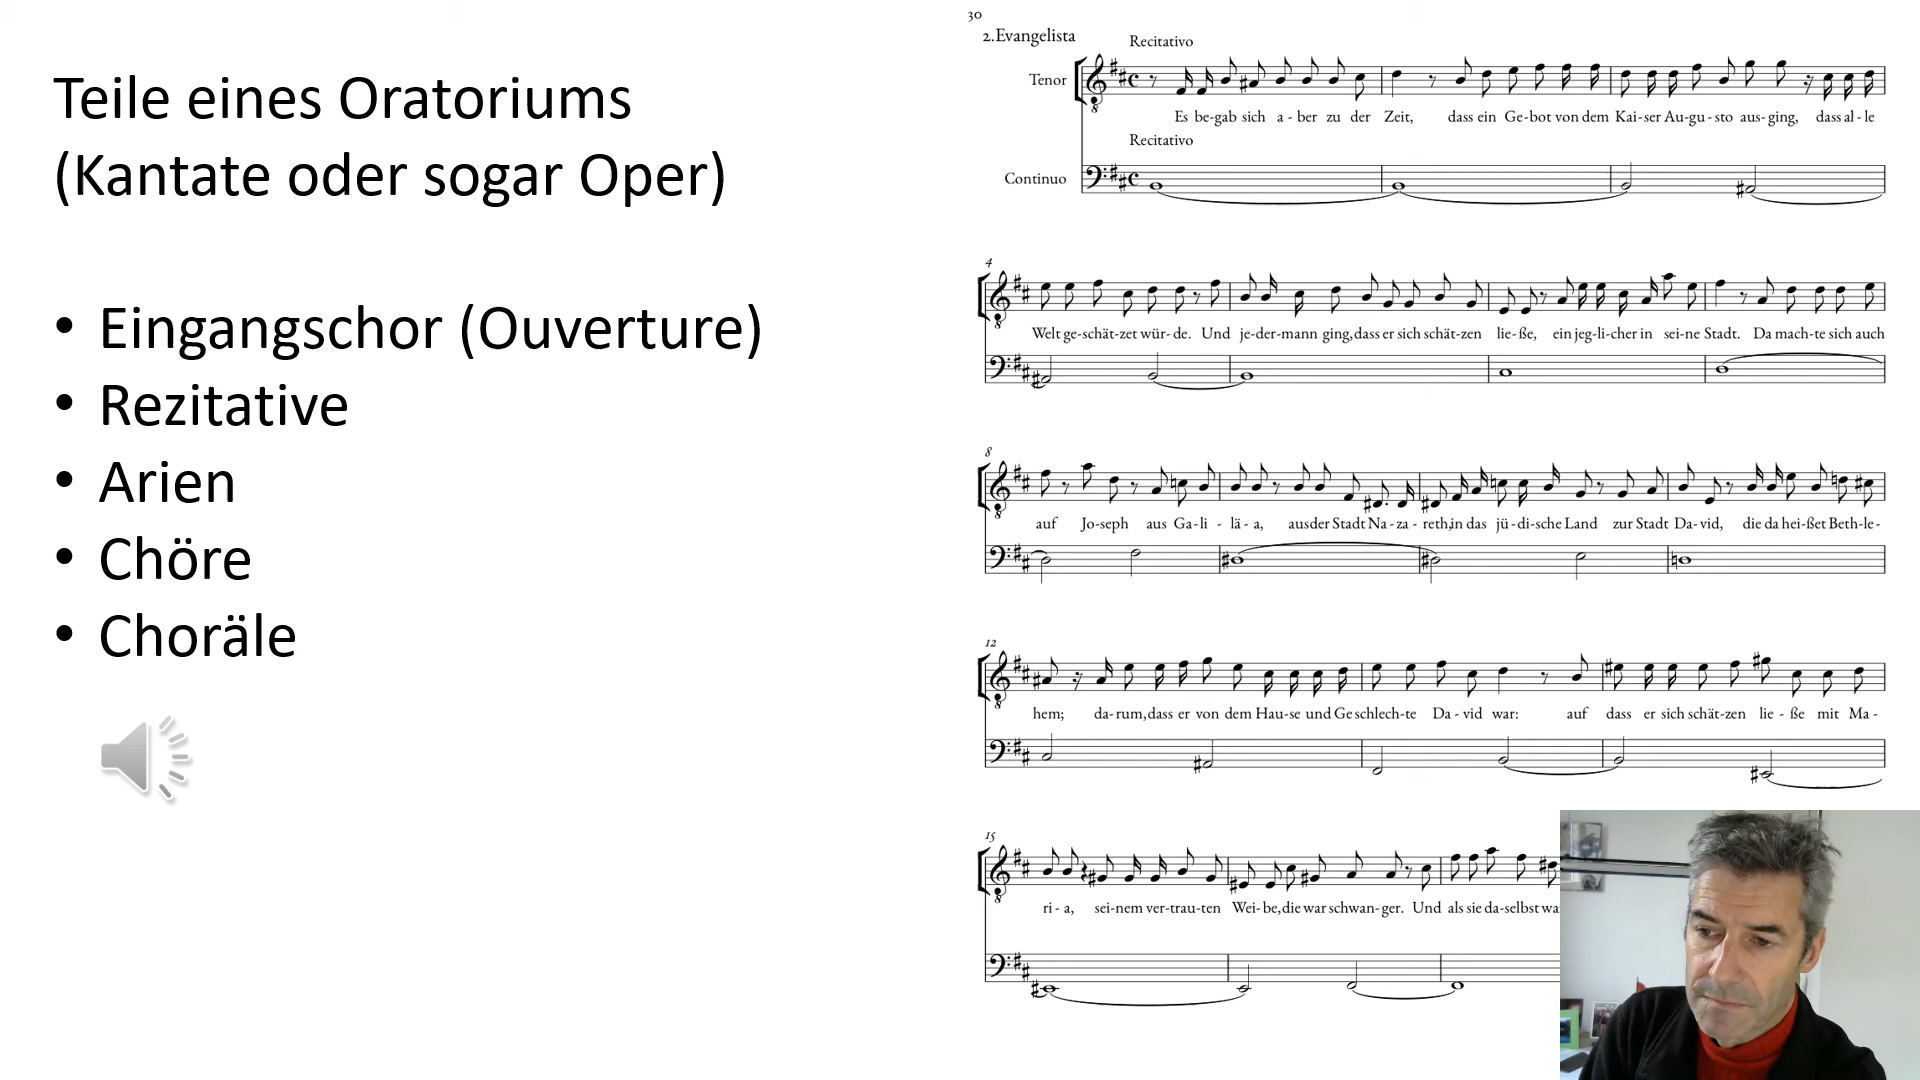 Teile eines Oratoriums
(Kantate oder sogar Oper)
• Eingangschor (Ouverture)
• Rezitative
• Arien
• Chöre
• Choräle
30
2.Evangelista
Recitativo
Tenor
Es be-gab sich a - ber zu der Zeit, dass ein Ge-bot von dem Kai-ser Au-gu-sto aus-ging, dass al-le
Recitativo
Continuo
4
Welt ge-schät-zet wür-de. Und je-der-mann ging,dass er sich schät-zen lie-ße, ein jeg-li-cher in sei-ne Stadt. Da mach-te sich auch
8
auf Jo-seph aus Ga-li - lä - a, ausder Stadt Na-za - reth,in das jü-di-sche Land zur Stadt Da-vid, die da hei-ßet Beth-le-
12
hem; da-rum,dass er von dem Hau-se und Geschlech-te Da-vid war: auf dass er sich schät-zen lie - ße mit Ma-
15
ri - a, sei-nem ver-trau-ten Wei-be,die war schwan-ger. Und als sie da-selbst wa